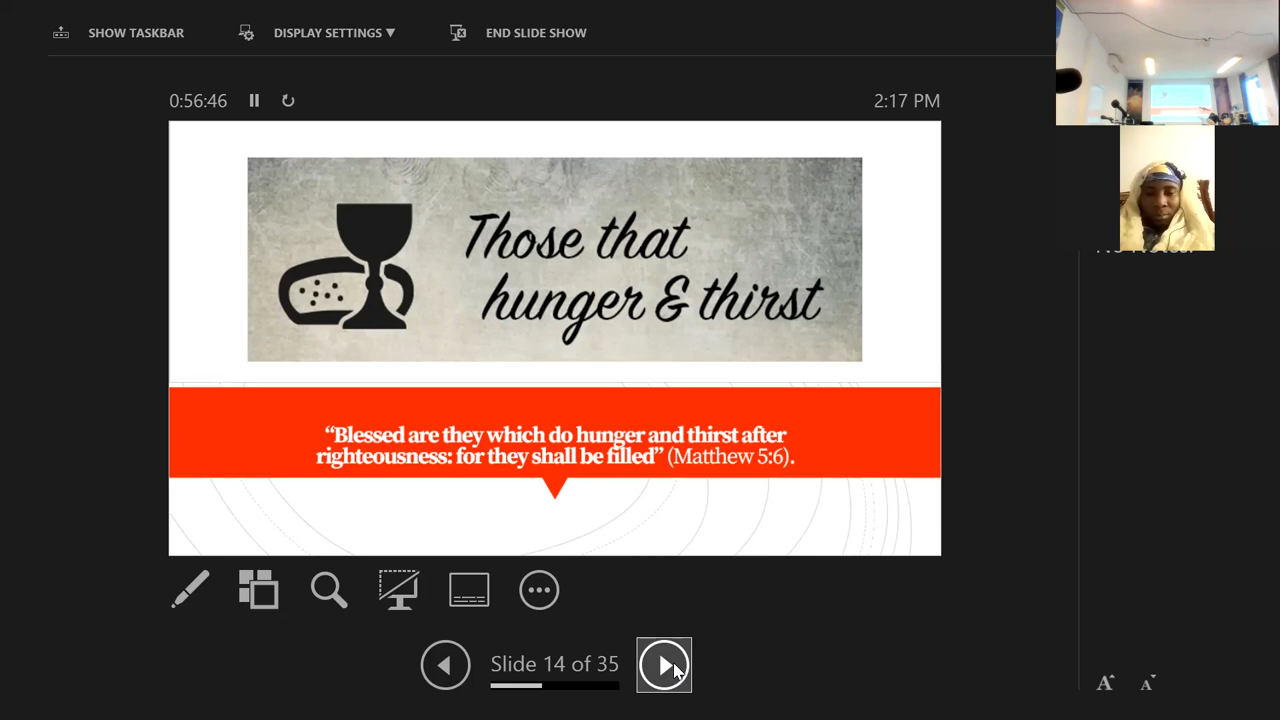 SHOW TASKBAR
DISPLAY SETTINGS ▼
END SLIDE SHOW
0:56:46
2:17 PM
Those that
hunger & thirst
“Blessed are they which do hunger and thirst after
righteousness: for they shall be filled” (Matthew 5:6).
Slide 14 of 35
A
A